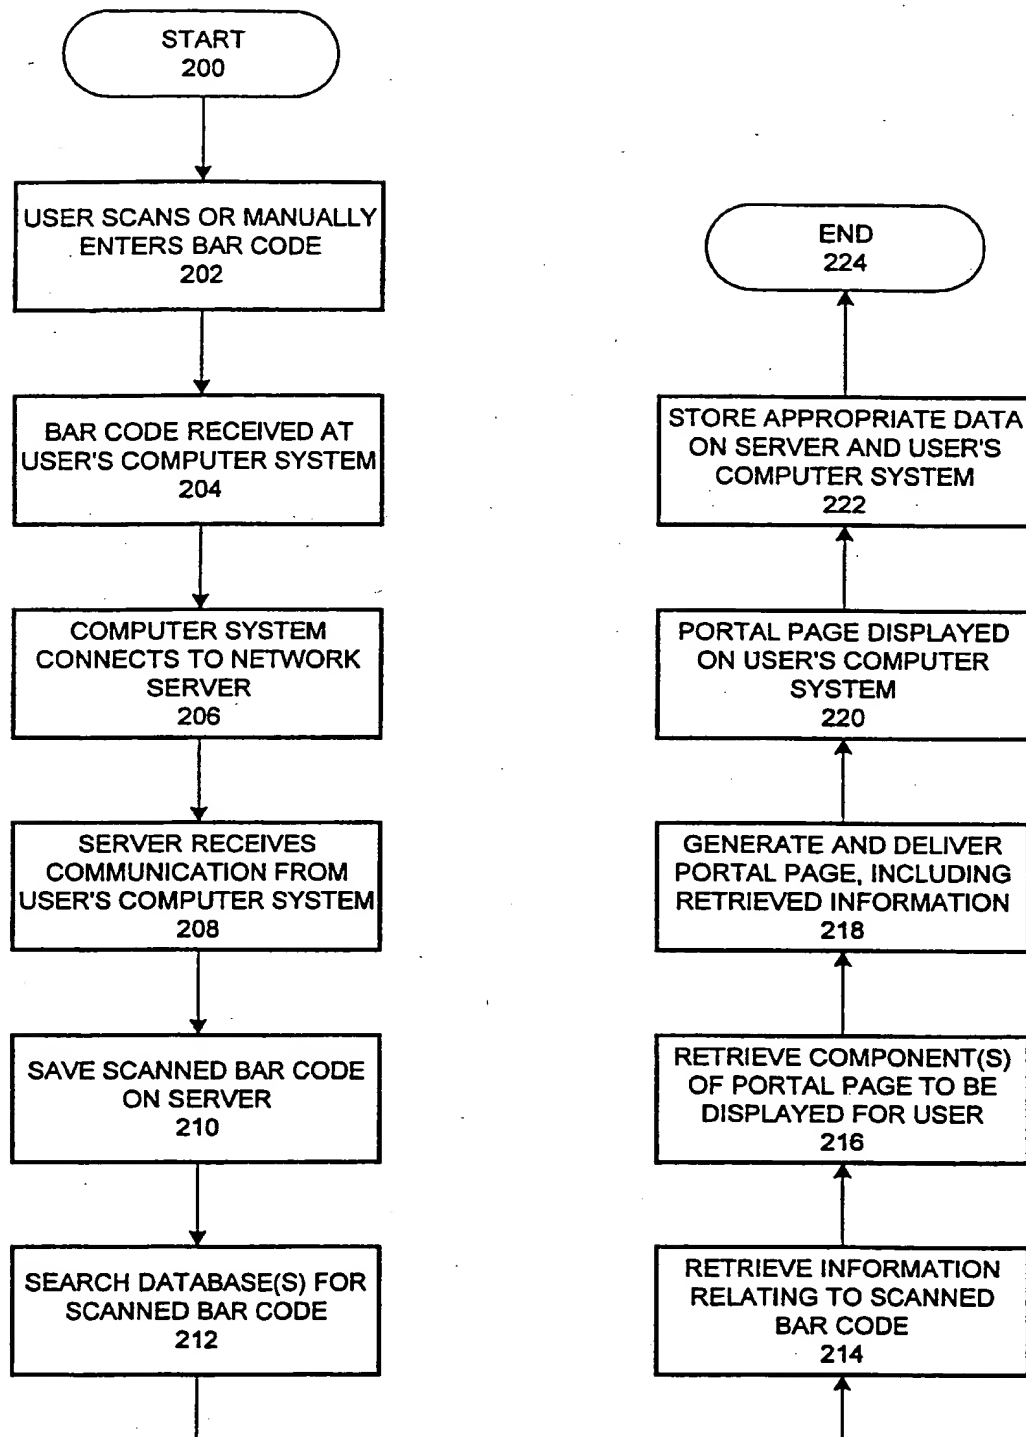 START
200
USER SCANS OR MANUALLY
ENTERS BAR CODE
202
BAR CODE RECEIVED AT
USER'S COMPUTER SYSTEM
204
COMPUTER SYSTEM
CONNECTS TO NETWORK
SERVER
206
SERVER RECEIVES
COMMUNICATION FROM
USER'S COMPUTER SYSTEM
208
SAVE SCANNED BAR CODE
ON SERVER
210
SEARCH DATABASE(S) FOR
SCANNED BAR CODE
212
RETRIEVE INFORMATION
RELATING TO SCANNED
BAR CODE
214
RETRIEVE COMPONENT(S)
OF PORTAL PAGE TO BE
DISPLAYED FOR USER
216
GENERATE AND DELIVER
PORTAL PAGE, INCLUDING
RETRIEVED INFORMATION
218
PORTAL PAGE DISPLAYED
ON USER'S COMPUTER
SYSTEM
220
STORE APPROPRIATE DATA
ON SERVER AND USER'S
COMPUTER SYSTEM
222
END
224